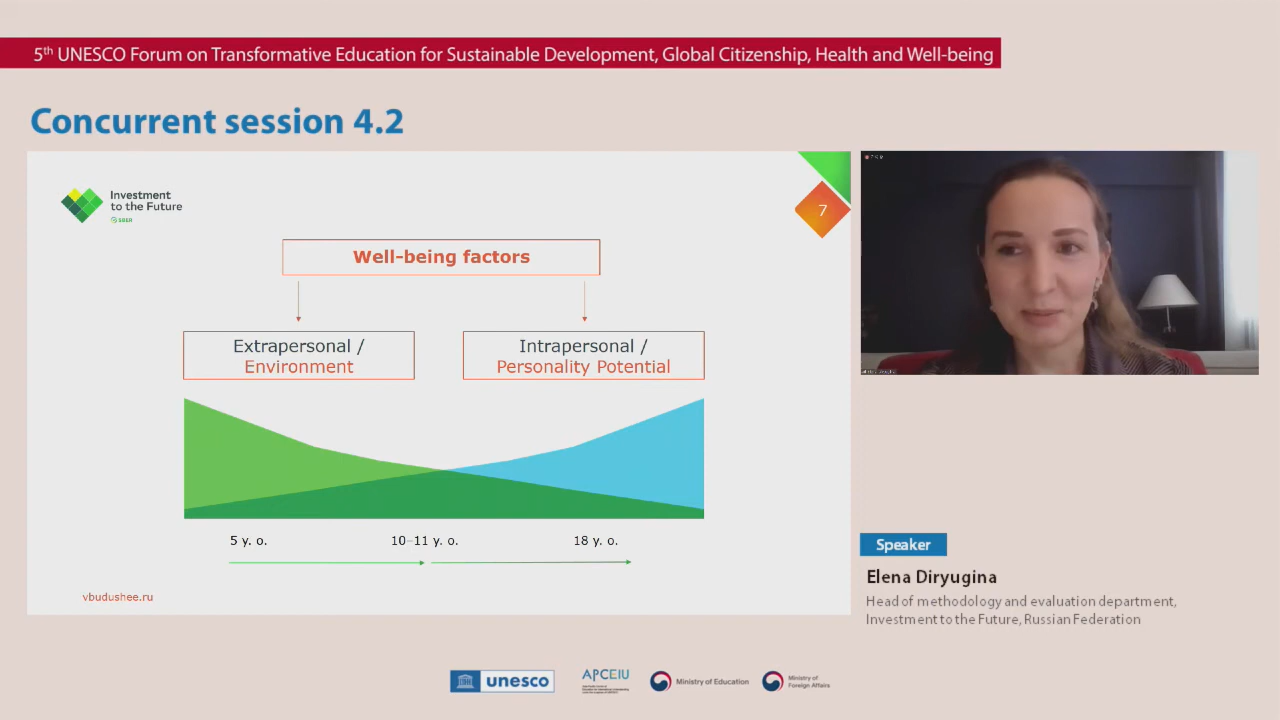 5th UNESCO Forum on Transformative Education for Sustainable Development, Global Citizenship, Health and Well-being
Concurrent session 4.2
Investment
to the Future
SBER
7
Well-being factors
Extrapersonal /
Environment
Intrapersonal /
Personality Potential
5 y. o.
10–11 y. o.
18 y. o.
vbudushee.ru
Speaker
Elena Diryugina
Head of methodology and evaluation department,
Investment to the Future, Russian Federation
unesco
APCEIU
Ministry of Education
Ministry of
Foreign Affairs